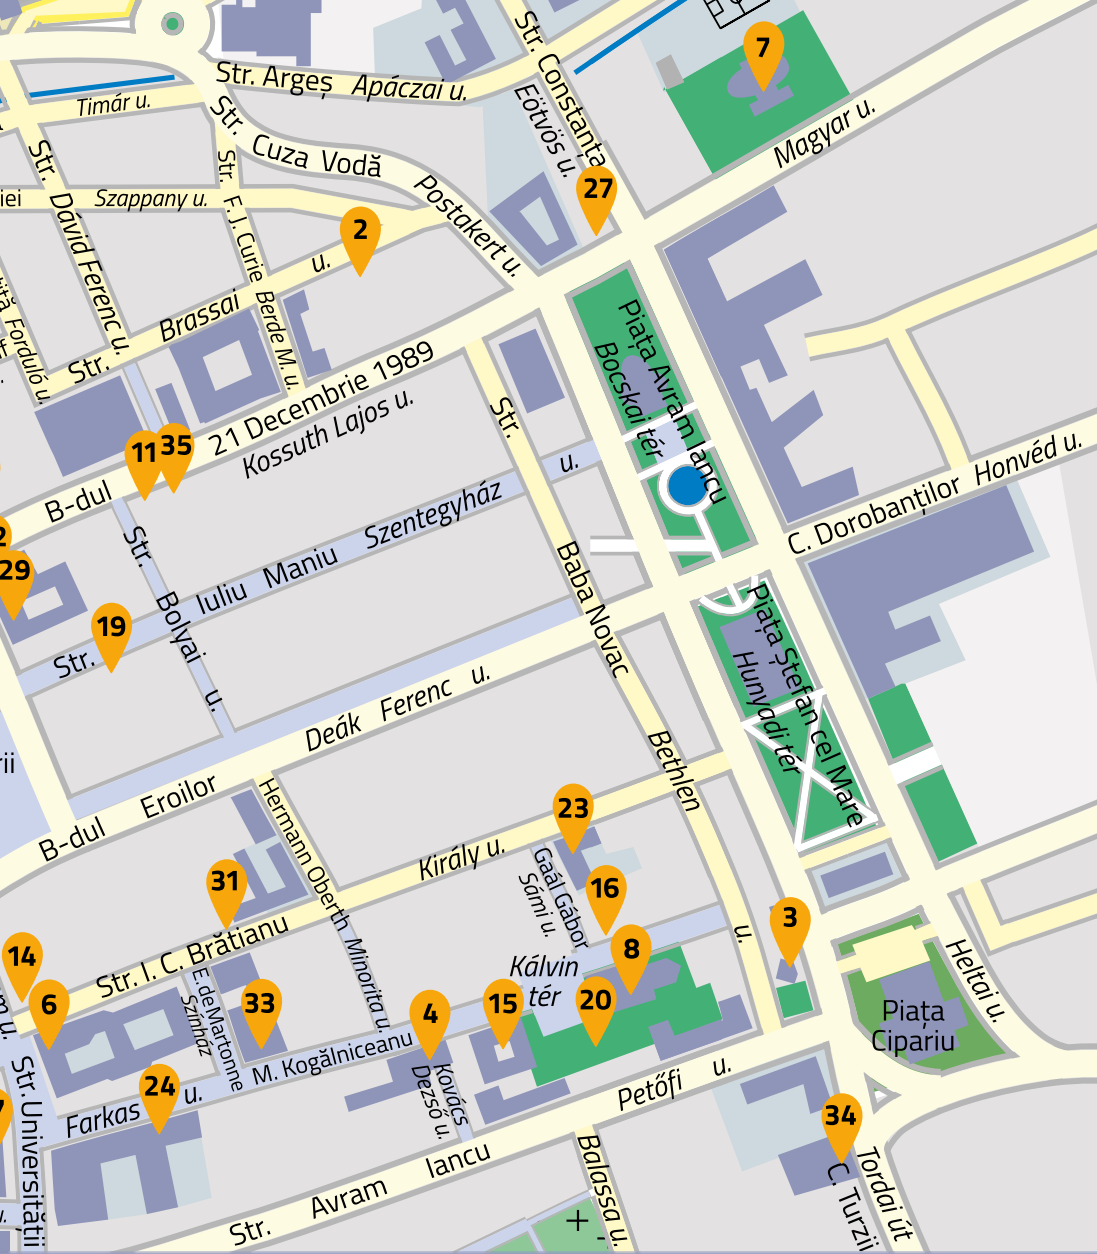 7
Str. Constanța
Eötvös u.
Str. Argeș
Apáczai u.
Timár u.
Str. Cuza Vodă
Postakert u.
Magyar u.
27
Str. Dávid Ferenc u.
Szappany u.
iei
Str. F. J. Curie
Berde M. u.
2
Str. Brassai u.
Forduló u.
B-dul 21 Decembrie 1989
Kossuth Lajos u.
11
35
Piața Avram Iancu
Bocskai tér
Str. Baba Novac
Bethlen u.
C. Dorobanților
Honvéd u.
29
19
Str. Bolyai u.
Str. Iuliu Maniu
Szentegyház u.
Piața Ștefan cel Mare
Hunyadi tér
rii
B-dul Eroilor
Deák Ferenc u.
Hermann Oberth
Minorita u.
Király u.
23
Gaál Gábor
Sámi u.
16
31
Str. I. C. Brătianu
14
6
E. de Martonne
Színház
33
8
3
Kálvin
tér
15
20
4
M. Kogălniceanu
Farkas u.
24
Kovács
Dezső u.
Petőfi u.
Str. Avram Iancu
Balassa u.
Str. Universității
Piața
Cipariu
Heltai u.
34
C. Turzii
Tordai út